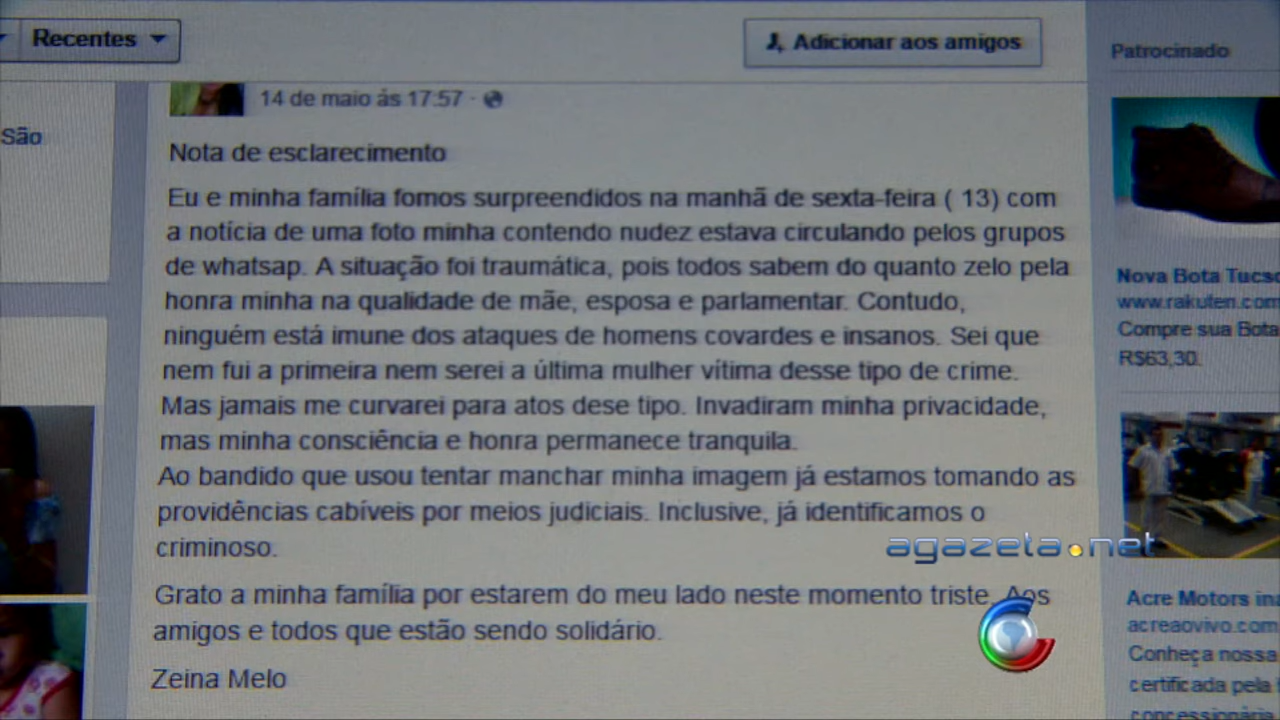 Recentes
Adicionar aos amigos
Patrocinado
14 de maio ás 17:57
São
Nota de esclarecimento
Eu e minha família fomos surpreendidos na manhã de sexta-feira ( 13) com
a notícia de uma foto minha contendo nudez estava circulando pelos grupos
de whatsap. A situação foi traumática, pois todos sabem do quanto zelo pela
honra minha na qualidade de mãe, esposa e parlamentar. Contudo,
ninguém está imune dos ataques de homens covardes e insanos. Sei que
nem fui a primeira nem serei a última mulher vítima desse tipo de crime.
Mas jamais me curvarei para atos dese tipo. Invadiram minha privacidade,
mas minha consciência e honra permanece tranquila.
Ao bandido que usou tentar manchar minha imagem já estamos tomando as
providências cabíveis por meios judiciais. Inclusive, já identificamos o
criminoso.
Grato a minha família por estarem do meu lado neste momento triste. Aos
amigos e todos que estão sendo solidário.
Zeina Melo
agazeta.net
Nova Bota Tucso
www.rakuten.com
Compre sua Bota
R$63,30.
Acre Motors in
acreaovivo.com
Conheça nossa
certificada pela
concessionária